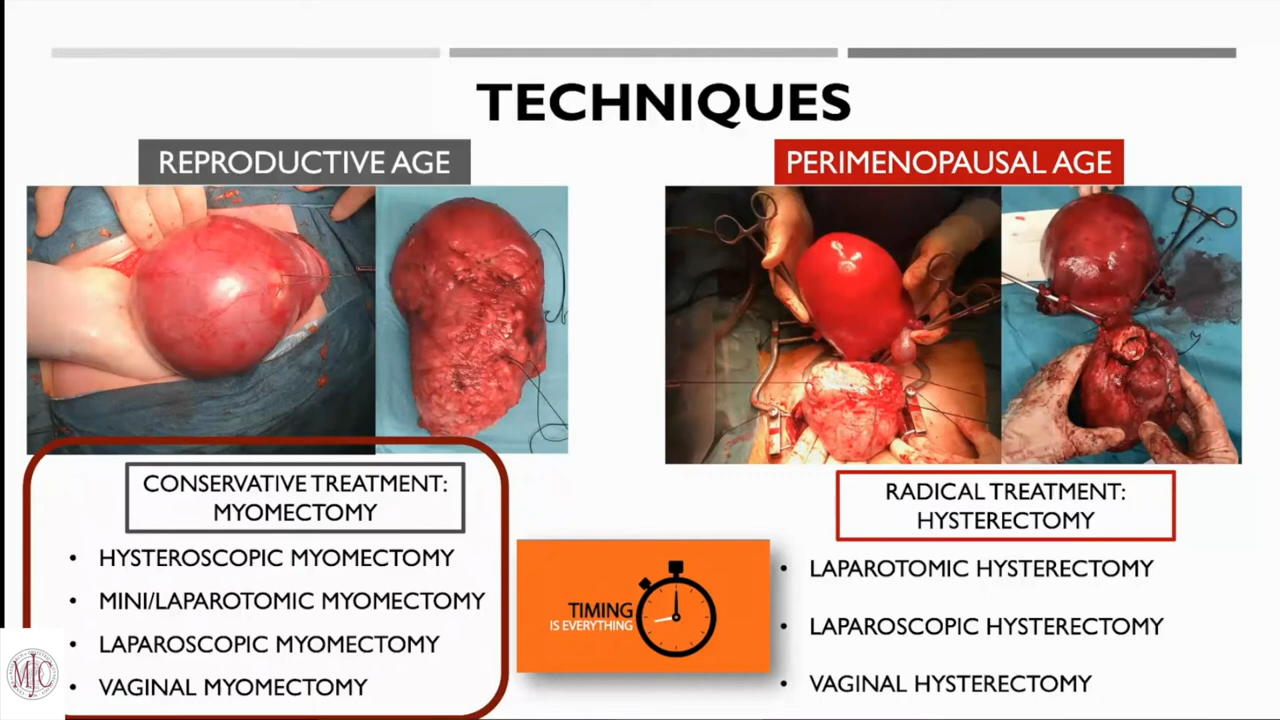 TECHNIQUES
REPRODUCTIVE AGE
CONSERVATIVE TREATMENT:
MYOMECTOMY
• HYSTEROSCOPIC MYOMECTOMY
• MINI/LAPAROTOMIC MYOMECTOMY
• LAPAROSCOPIC MYOMECTOMY
• VAGINAL MYOMECTOMY
TIMING
IS EVERYTHING
PERIMENOPAUSAL AGE
RADICAL TREATMENT:
HYSTERECTOMY
• LAPAROTOMIC HYSTERECTOMY
• LAPAROSCOPIC HYSTERECTOMY
• VAGINAL HYSTERECTOMY
MJC